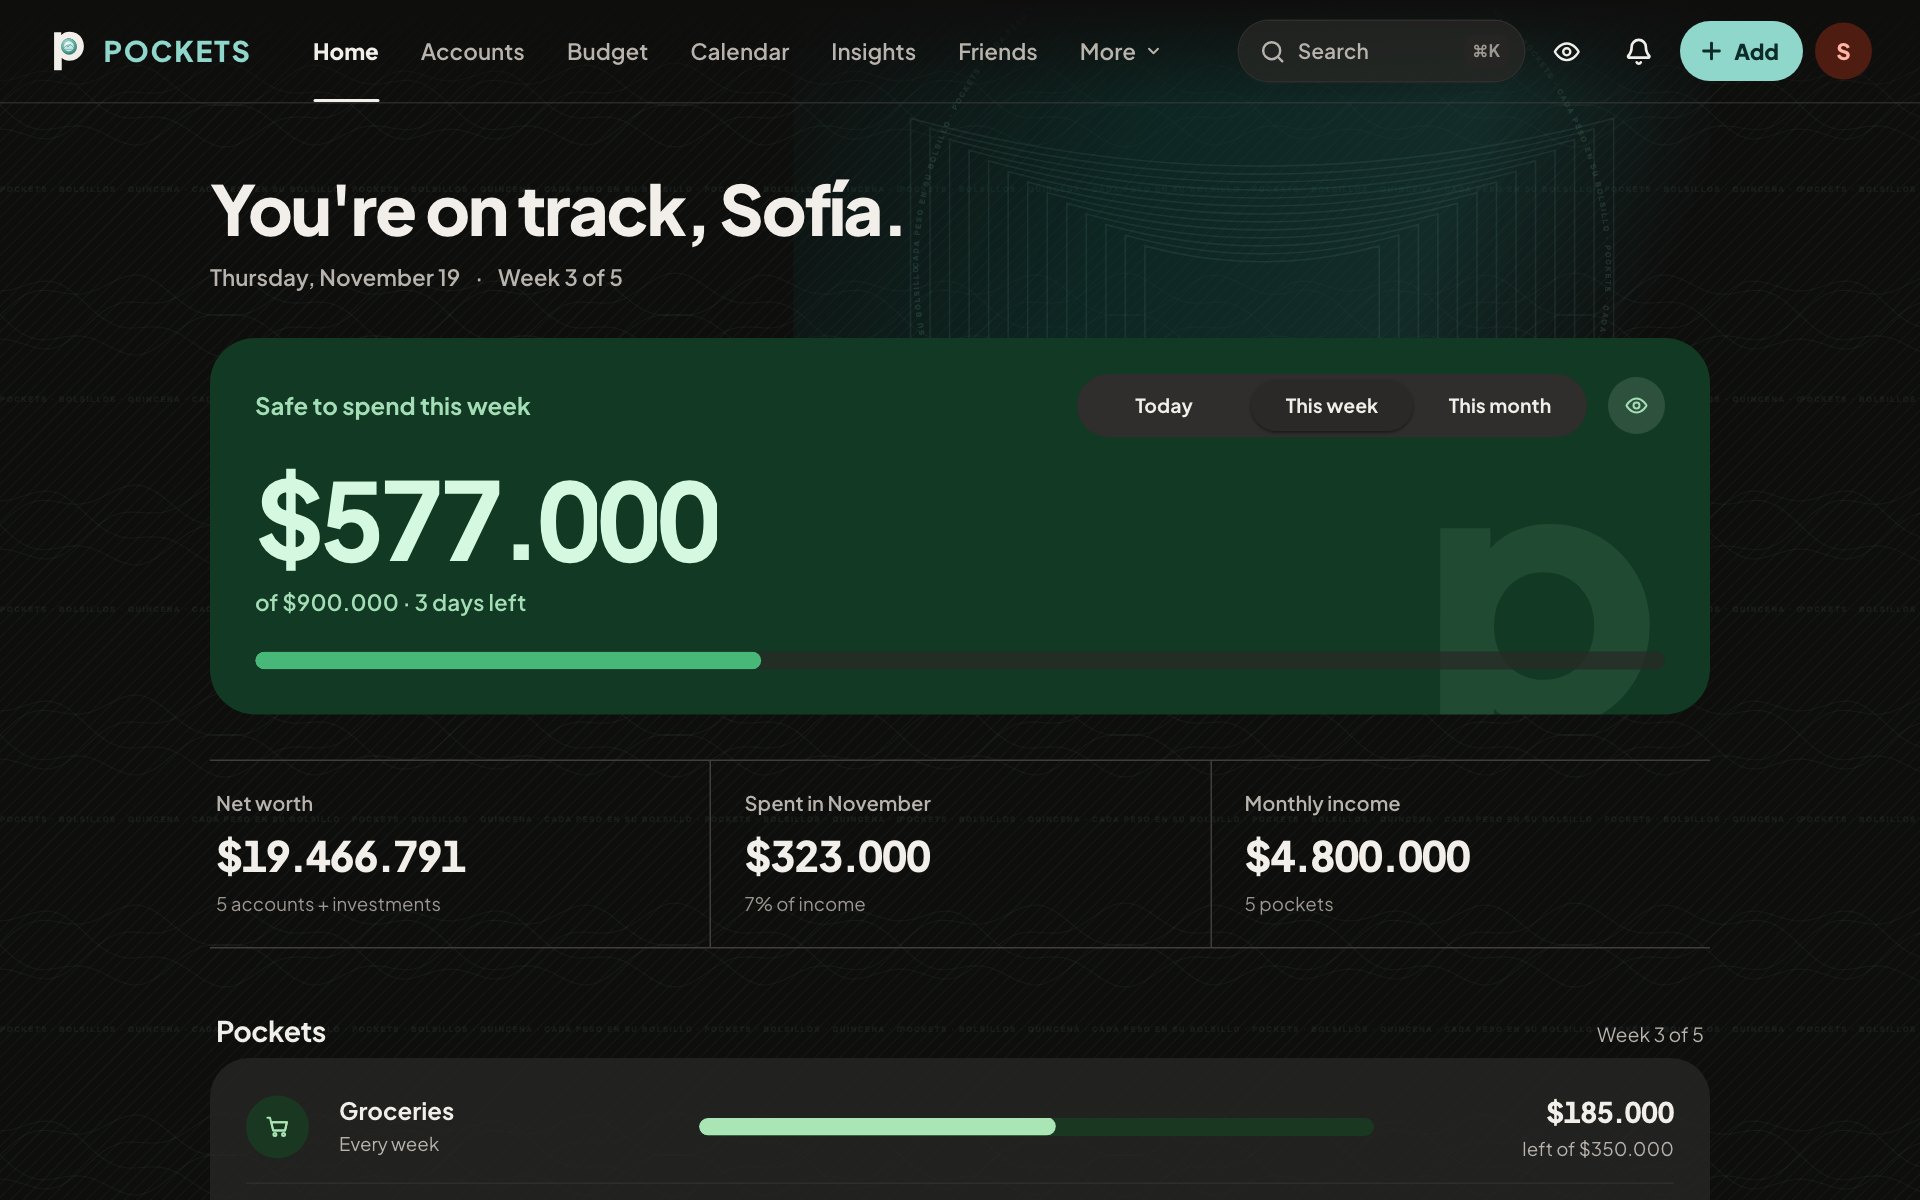 POCKETS
Home
Accounts
Budget
Calendar
Insights
Friends
More
Search
⌘K
Add
S
You're on track, Sofía.
Thursday, November 19 · Week 3 of 5
Safe to spend this week
Today
This week
This month
$577.000
of $900.000 · 3 days left
Net worth
$19.466.791
5 accounts + investments
Spent in November
$323.000
7% of income
Monthly income
$4.800.000
5 pockets
Pockets
Week 3 of 5
Groceries
Every week
$185.000
left of $350.000